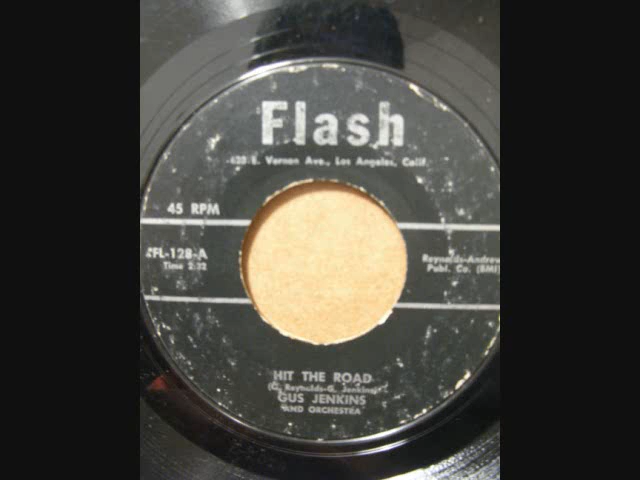 Flash
E. Vernon Ave., Los Angeles, Calif.
45 RPM
FL-128-A
Time 2:32
Reynolds-Andrew
Publ. Co. (BMI)
HIT THE ROAD
Reynolds-G. Jenkins)
GUS JENKINS
AND ORCHESTRA